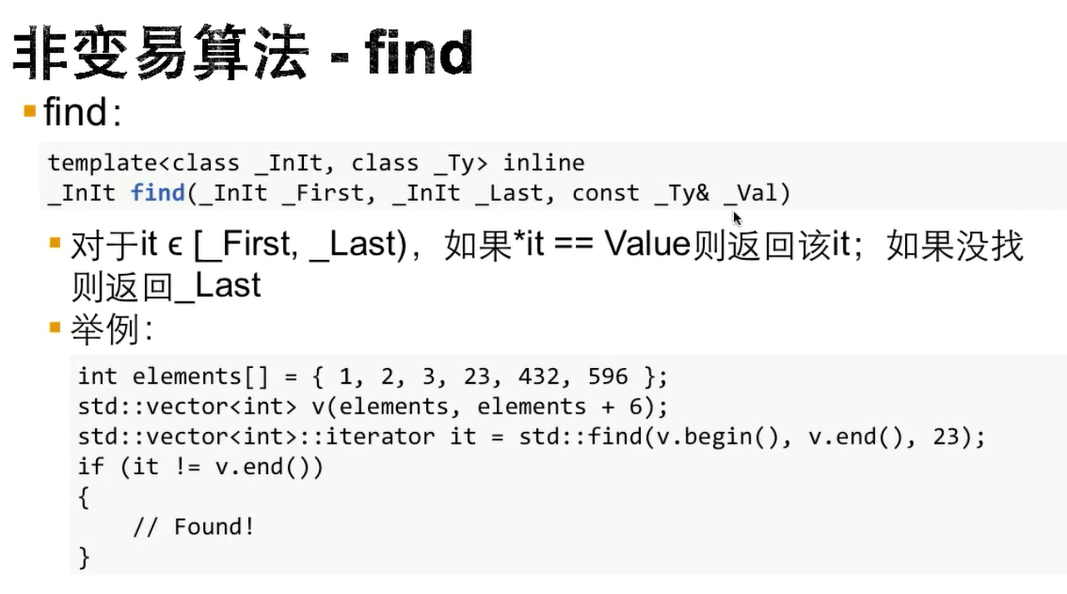 非变易算法 - find
find：
template<class _InIt, class _Ty> inline
_InIt find(_InIt _First, _InIt _Last, const _Ty& _Val)
对于it ϵ [_First, _Last)，如果*it == Value则返回该it；如果没找
则返回_Last
举例：
int elements[] = { 1, 2, 3, 23, 432, 596 };
std::vector<int> v(elements, elements + 6);
std::vector<int>::iterator it = std::find(v.begin(), v.end(), 23);
if (it != v.end())
{
    // Found!
}